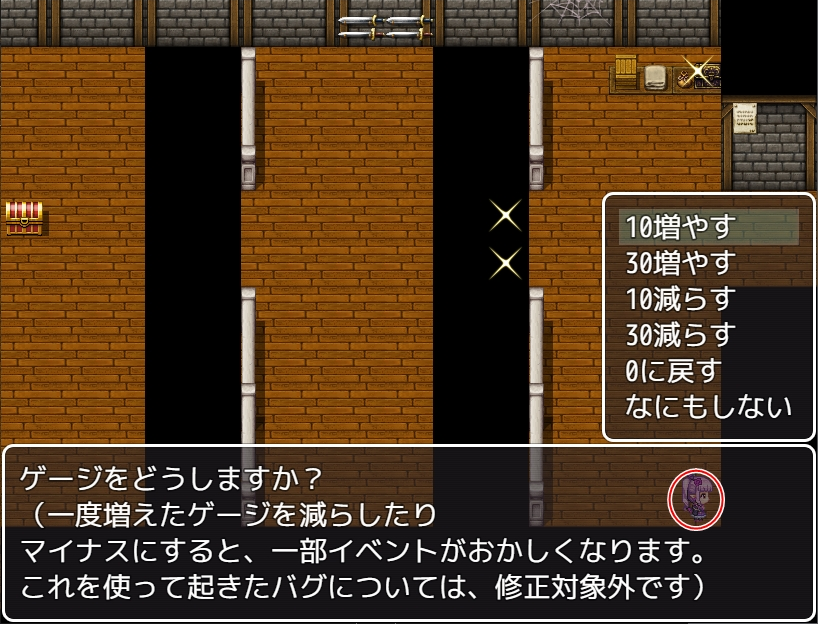 10増やす
30増やす
10減らす
30減らす
0に戻す
なにもしない
ゲージをどうしますか？
（一度増えたゲージを減らしたり
マイナスにすると、一部イベントがおかしくなります。
これを使って起きたバグについては、修正対象外です）